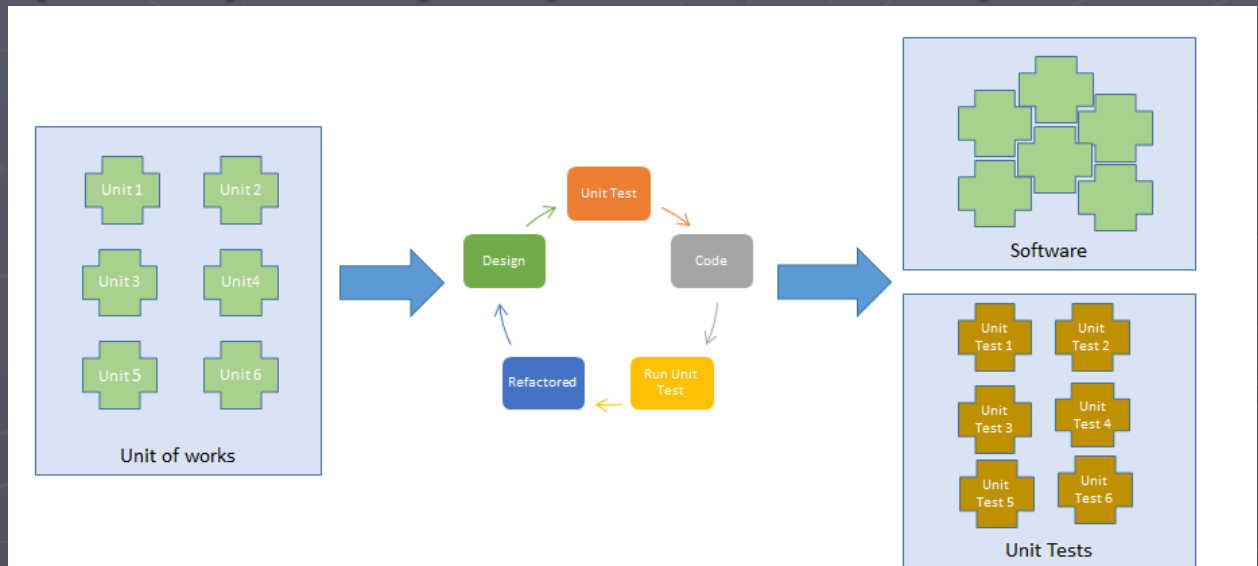 Unit 1
Unit 2
Unit 3
Unit4
Unit 5
Unit 6
Unit of works
Unit Test
Design
Code
Refactored
Run Unit
Test
Software
Unit
Test 1
Unit
Test 2
Unit
Test 3
Unit
Test 4
Unit
Test 5
Unit
Test 6
Unit Tests